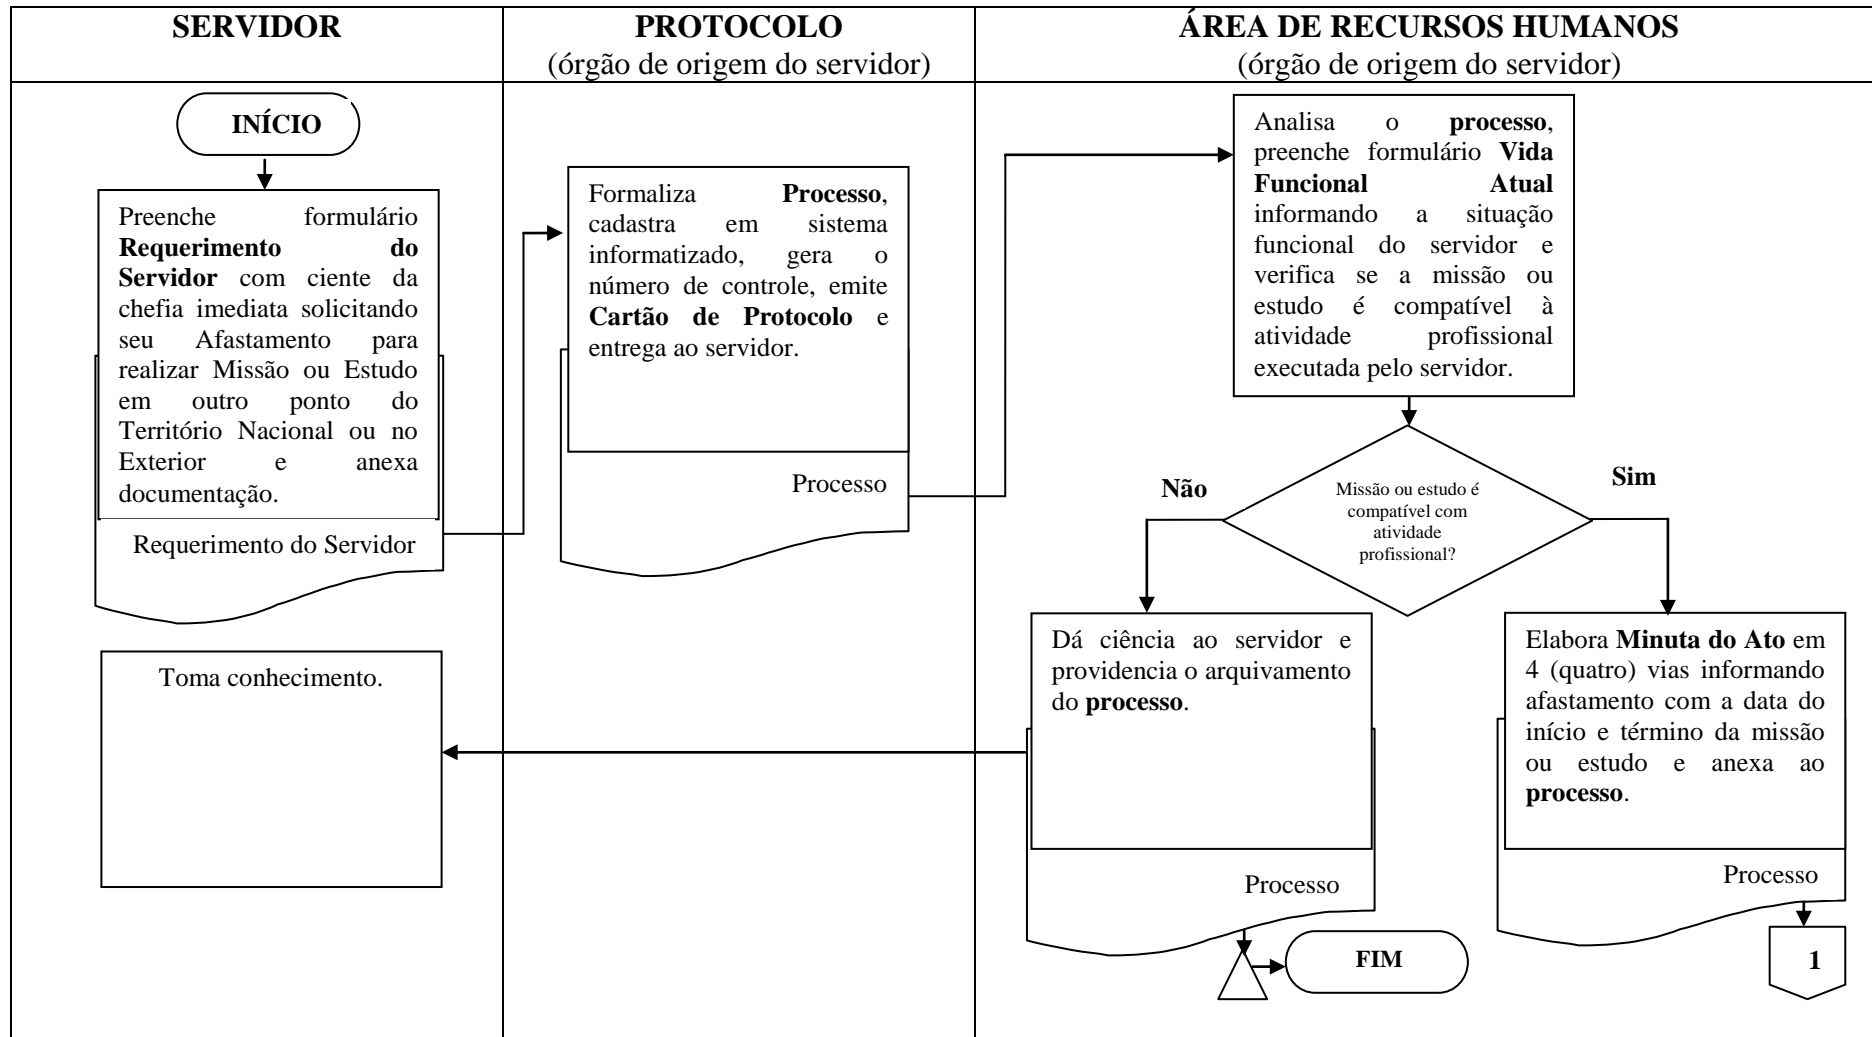 SERVIDOR
PROTOCOLO
(órgão de origem do servidor)
ÁREA DE RECURSOS HUMANOS
(órgão de origem do servidor)
INÍCIO
Preenche formulário
Requerimento do
Servidor com ciente da
chefia imediata solicitando
seu Afastamento para
realizar Missão ou Estudo
em outro ponto do
Território Nacional ou no
Exterior e anexa
documentação.
Requerimento do Servidor
Toma conhecimento.
Formaliza Processo,
cadastra em sistema
informatizado, gera o
número de controle, emite
Cartão de Protocolo e
entrega ao servidor.
Processo
Analisa o processo,
preenche formulário Vida
Funcional Atual
informando a situação
funcional do servidor e
verifica se a missão ou
estudo é compatível à
atividade profissional
executada pelo servidor.
Não
Missão ou estudo é
compatível com
atividade
profissional?
Sim
Dá ciência ao servidor e
providencia o arquivamento
do processo.
Processo
FIM
Elabora Minuta do Ato em
4 (quatro) vias informando
afastamento com a data do
início e término da missão
ou estudo e anexa ao
processo.
Processo
1